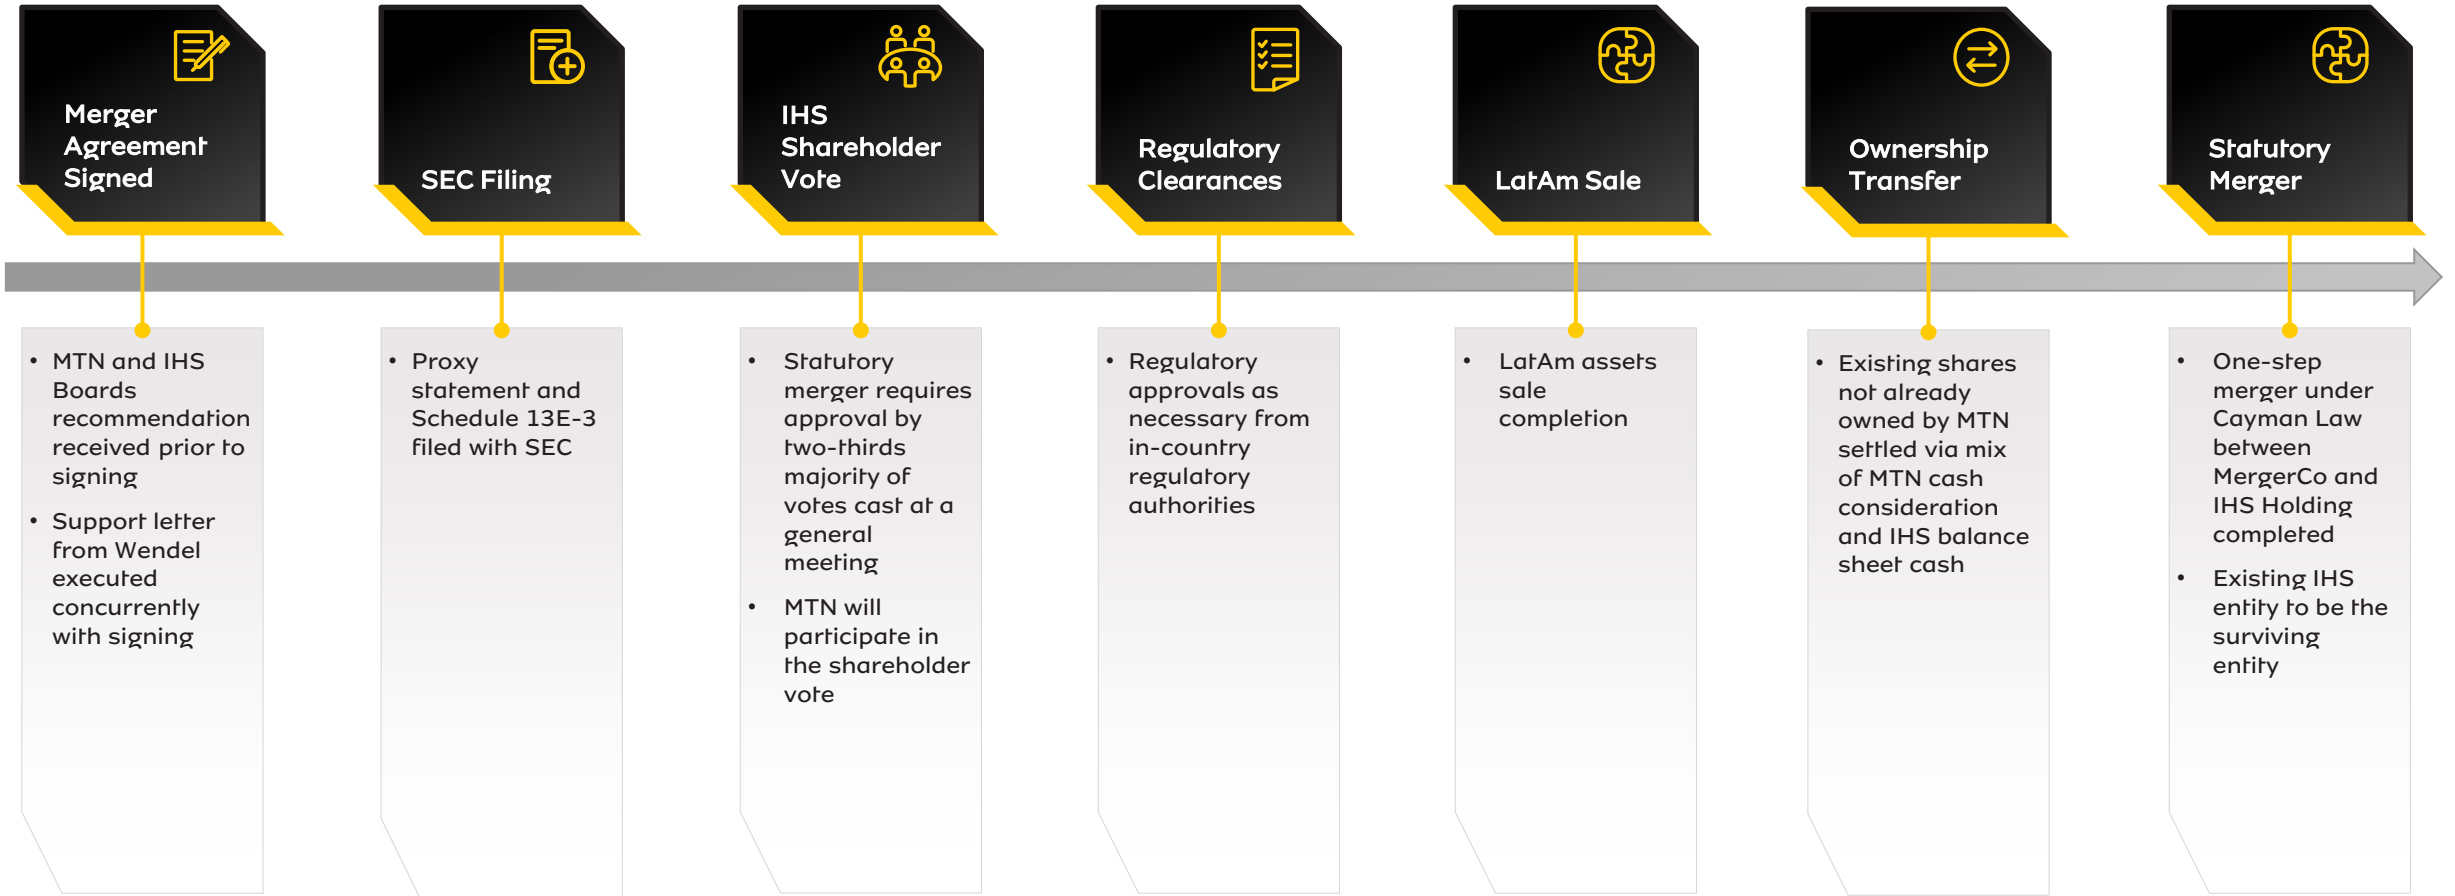 Merger
Agreement
Signed
SEC Filing
IHS
Shareholder
Vote
Regulatory
Clearances
LatAm Sale
Ownership
Transfer
Statutory
Merger
• MTN and IHS
Boards
recommendation
received prior to
signing
• Support letter
from Wendel
executed
concurrently
with signing
• Proxy
statement and
Schedule 13E-3
filed with SEC
• Statutory
merger requires
approval by
two-thirds
majority of
votes cast at a
general
meeting
• MTN will
participate in
the shareholder
vote
• Regulatory
approvals as
necessary from
in-country
regulatory
authorities
• LatAm assets
sale
completion
• Existing shares
not already
owned by MTN
settled via mix
of MTN cash
consideration
and IHS balance
sheet cash
• One-step
merger under
Cayman Law
between
MergerCo and
IHS Holding
completed
• Existing IHS
entity to be the
surviving
entity